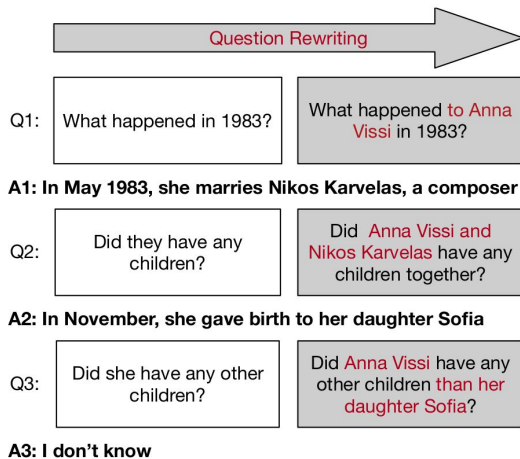 Question Rewriting
Q1:
What happened in 1983?
What happened to Anna
Vissi in 1983?
A1: In May 1983, she marries Nikos Karvelas, a composer
Q2:
Did they have any
children?
Did Anna Vissi and
Nikos Karvelas have any
children together?
A2: In November, she gave birth to her daughter Sofia
Q3:
Did she have any other
children?
Did Anna Vissi have any
other children than her
daughter Sofia?
A3: I don’t know